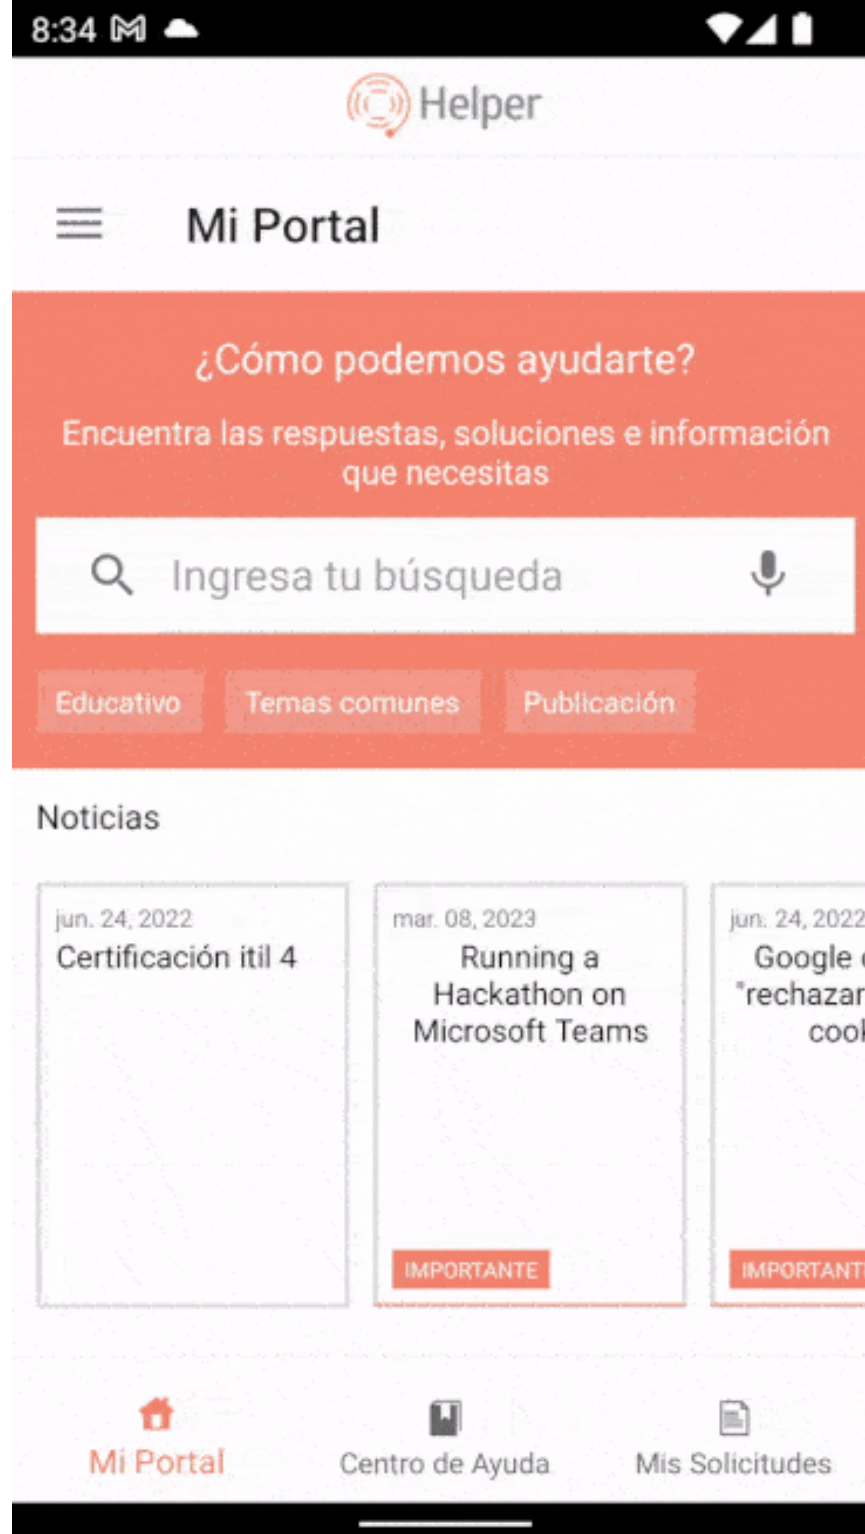 8:34
Helper
Mi Portal
¿Cómo podemos ayudarte?
Encuentra las respuestas, soluciones e información
que necesitas
Ingresa tu búsqueda
Educativo
Temas comunes
Publicación
Noticias
jun. 24, 2022
Certificación itil 4
mar. 08, 2023
Running a
Hackathon on
Microsoft Teams
IMPORTANTE
jun. 24, 2022
Google
"rechazar
Mi Portal
Centro de Ayuda
Mis Solicitudes